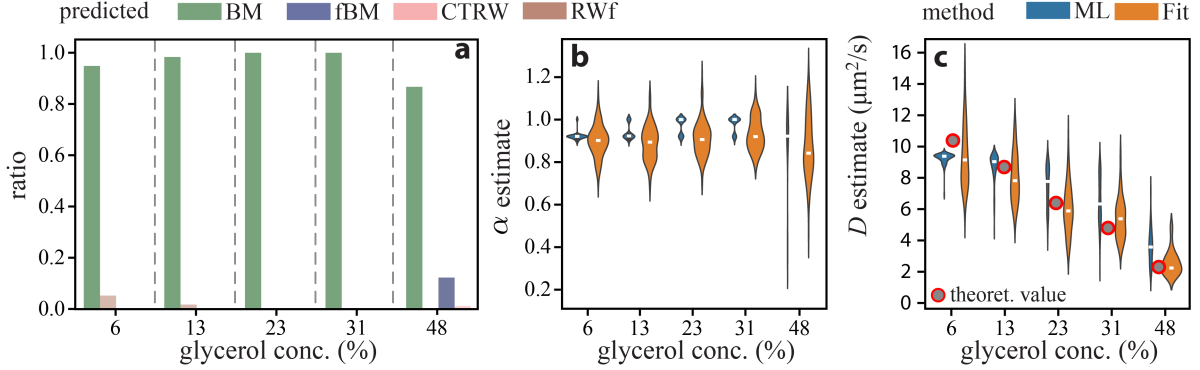 predicted BM fBM CTRW RWf
method ML Fit
a
1.0
0.8
0.6
0.4
0.2
0.0
ratio
6 13 23 31 48
glycerol conc. (%)
b
1.2
1.0
0.8
0.6
0.4
0.2
α estimate
6 13 23 31 48
glycerol conc. (%)
c
16
14
12
10
8
6
4
2
0
D estimate (μm²/s)
theoret. value
6 13 23 31 48
glycerol conc. (%)